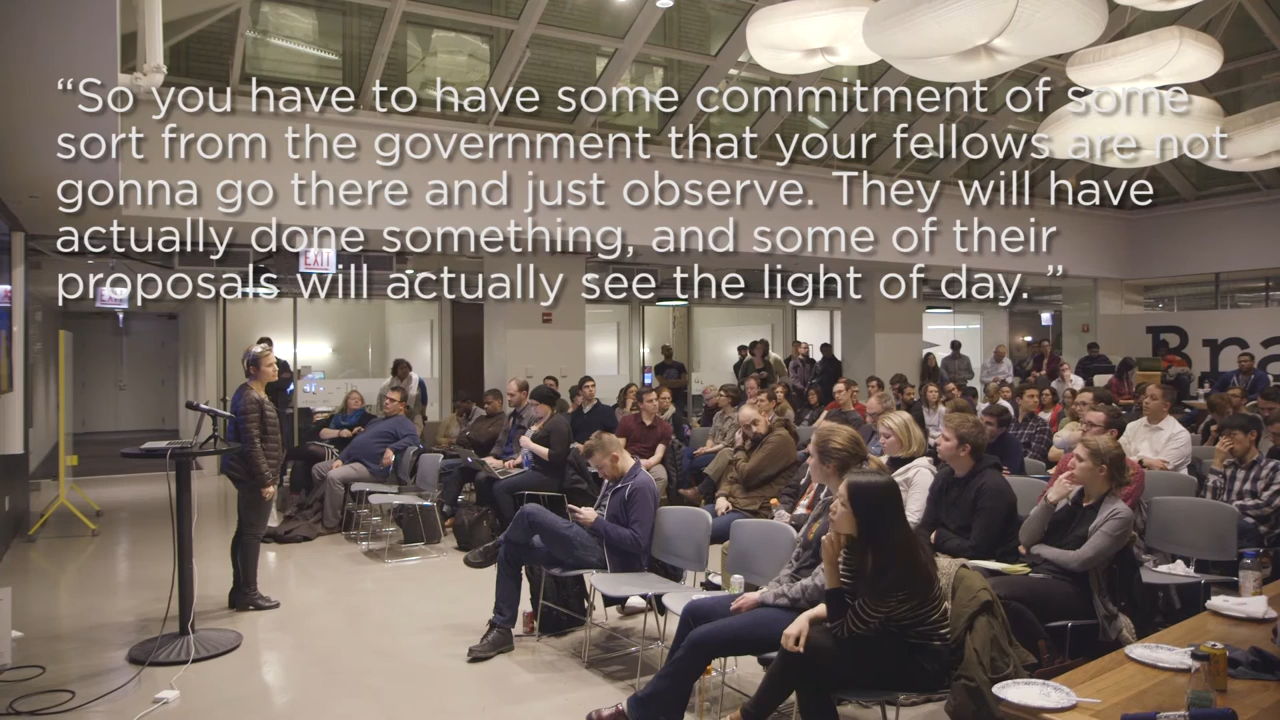 “So you have to have some commitment of some
sort from the government that your fellows are not
gonna go there and just observe. They will have
actually done something, and some of their
proposals will actually see the light of day.”
EXIT
EXIT
Bra